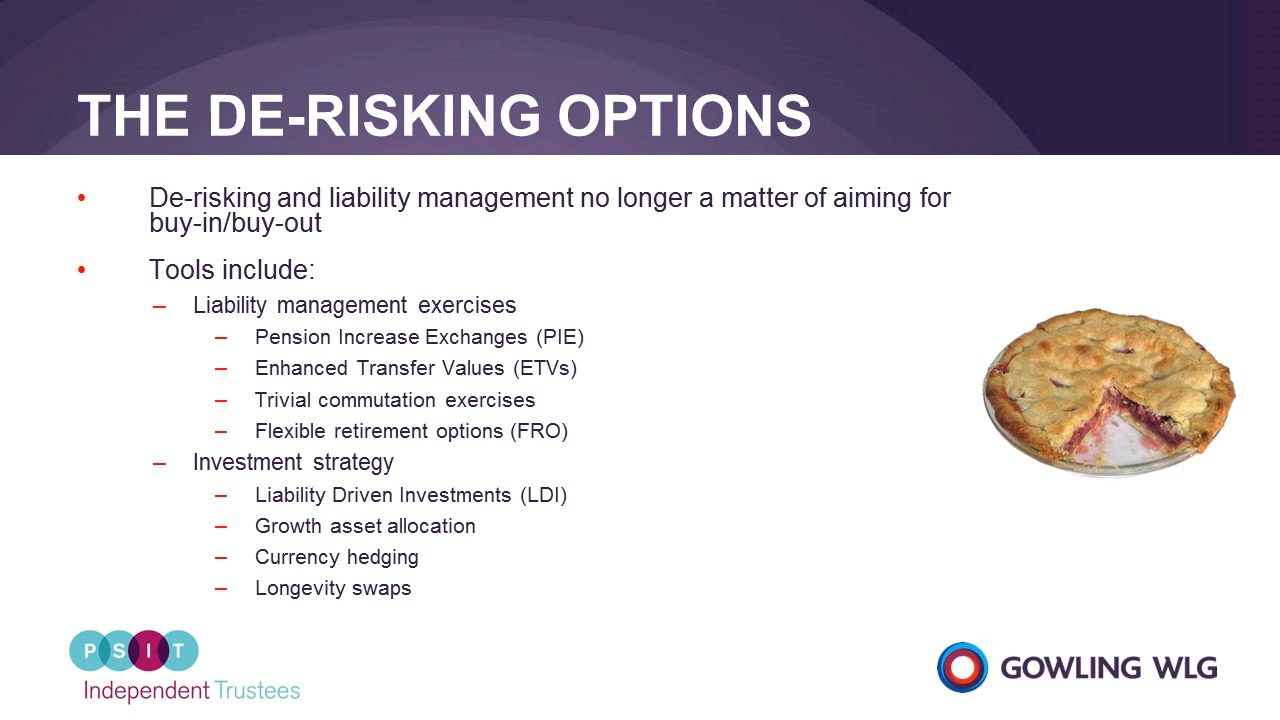 THE DE-RISKING OPTIONS
• De-risking and liability management no longer a matter of aiming for
buy-in/buy-out
• Tools include:
– Liability management exercises
– Pension Increase Exchanges (PIE)
– Enhanced Transfer Values (ETVs)
– Trivial commutation exercises
– Flexible retirement options (FRO)
– Investment strategy
– Liability Driven Investments (LDI)
– Growth asset allocation
– Currency hedging
– Longevity swaps
PSIT
Independent Trustees
GOWLING WLG